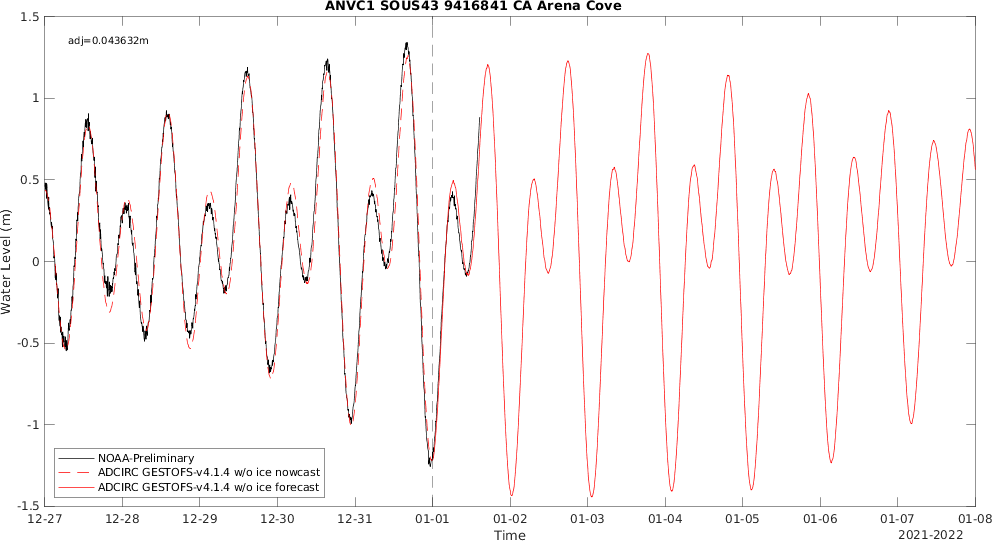 ANVC1 SOUS43 9416841 CA Arena Cove
adj=0.043632m
1.5
1
0.5
0
-0.5
-1
-1.5
Water Level (m)
NOAA-Preliminary
ADCIRC GESTOFS-v4.1.4 w/o ice nowcast
ADCIRC GESTOFS-v4.1.4 w/o ice forecast
12-27 12-28 12-29 12-30 12-31 01-01 01-02 01-03 01-04 01-05 01-06 01-07 01-08
Time
2021-2022